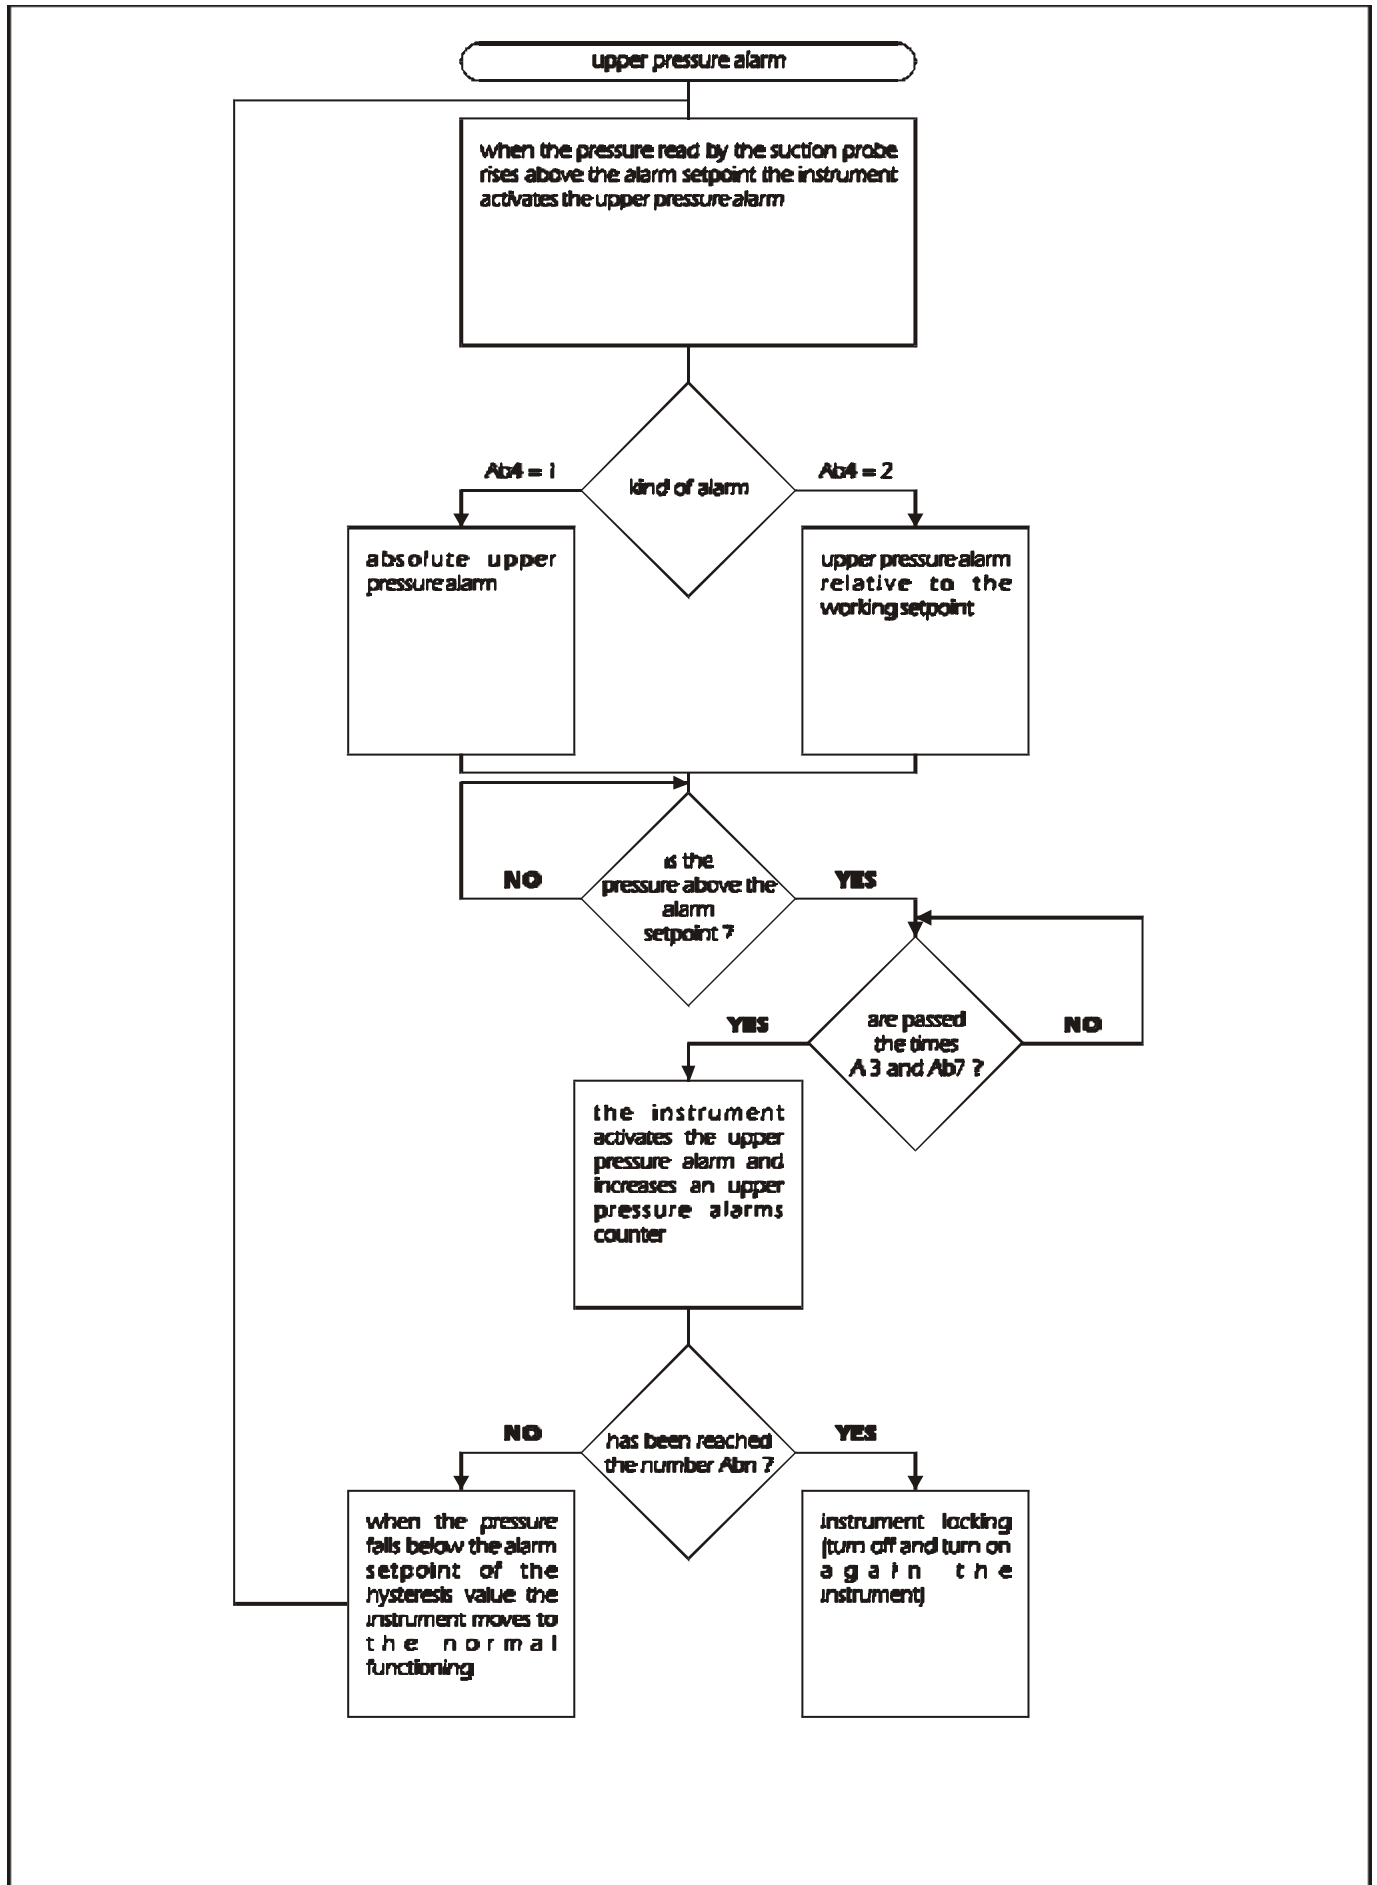 upper pressure alarm
when the pressure read by the suction probe
rises above the alarm setpoint the instrument
activates the upper pressure alarm
Ab4 = 1
kind of alarm
Ab4 = 2
absolute upper
pressure alarm
upper pressure alarm
relative to the
working setpoint
NO
is the
pressure above the
alarm
setpoint ?
YES
YES
are passed
the times
A 3 and Ab7 ?
NO
the instrument
activates the upper
pressure alarm and
increases an upper
pressure alarms
counter
NO
has been reached
the number Abn ?
YES
when the pressure
falls below the alarm
setpoint of the
hysteresis value the
instrument moves to
the normal
functioning
instrument locking
(turn off and turn on
again the
instrument)